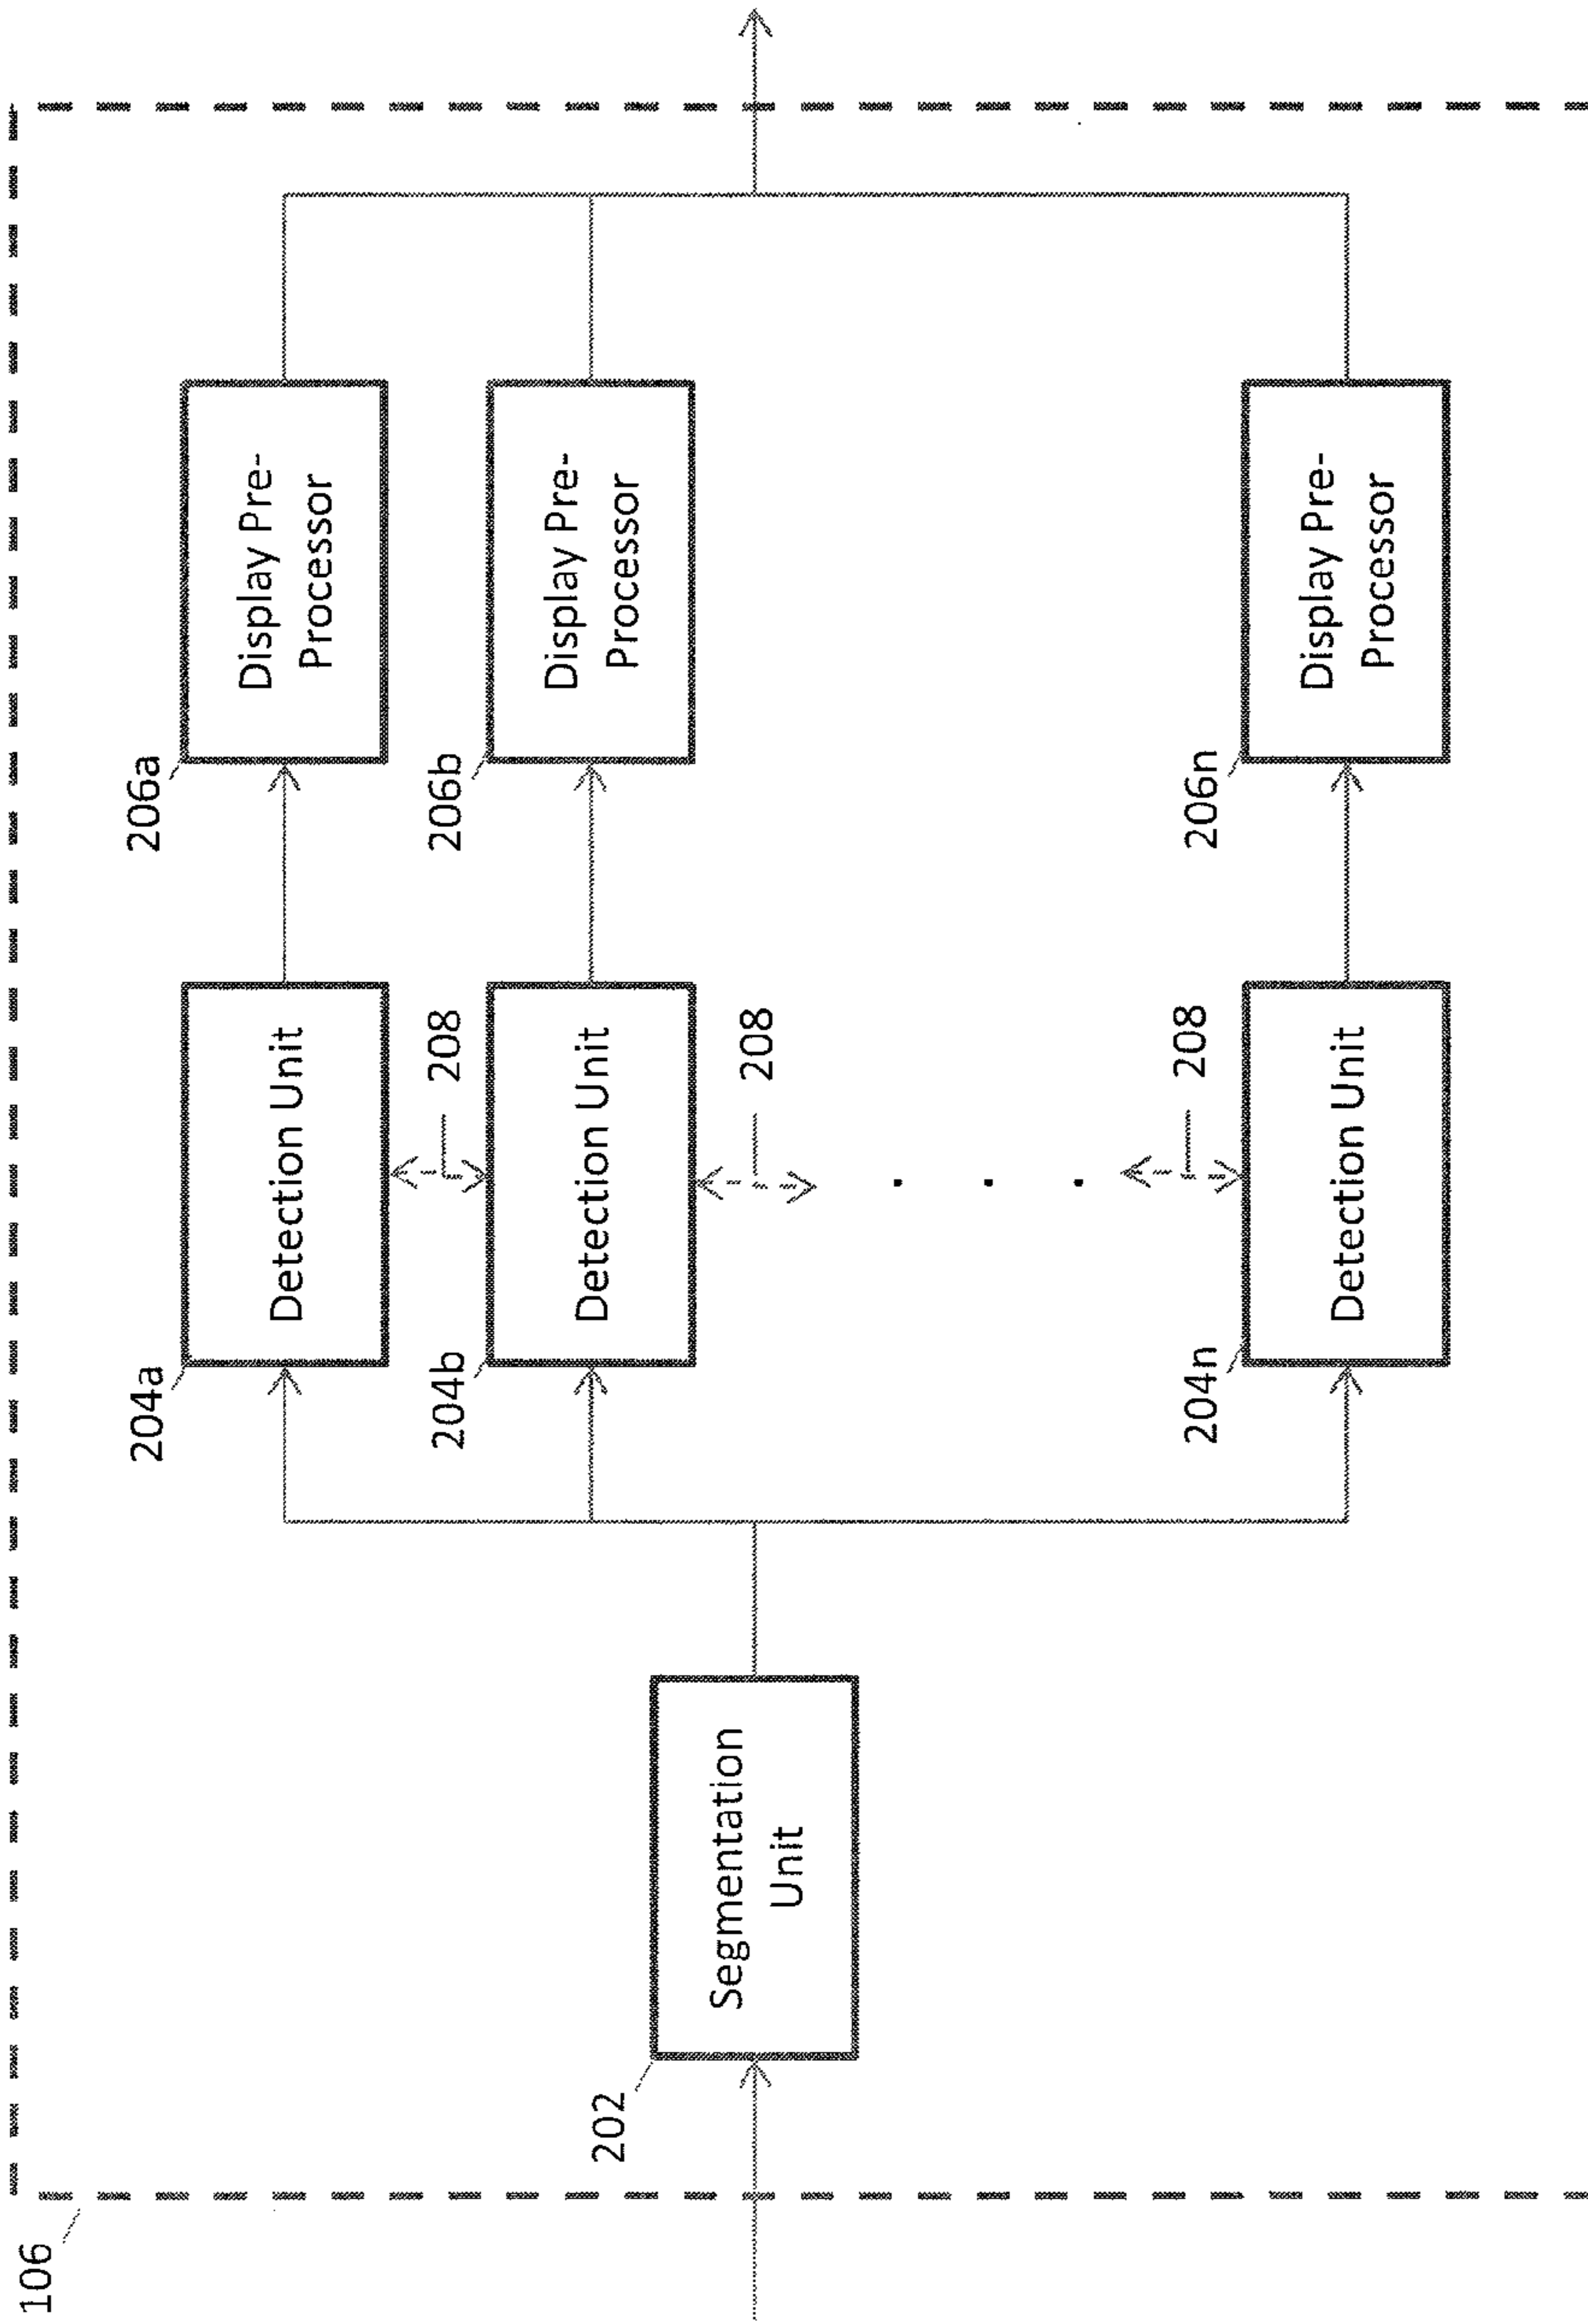 106
202
Segmentation
Unit
204a
Detection Unit
208
204b
Detection Unit
208
204n
Detection Unit
208
206a
Display Pre-
Processor
206b
Display Pre-
Processor
206n
Display Pre-
Processor